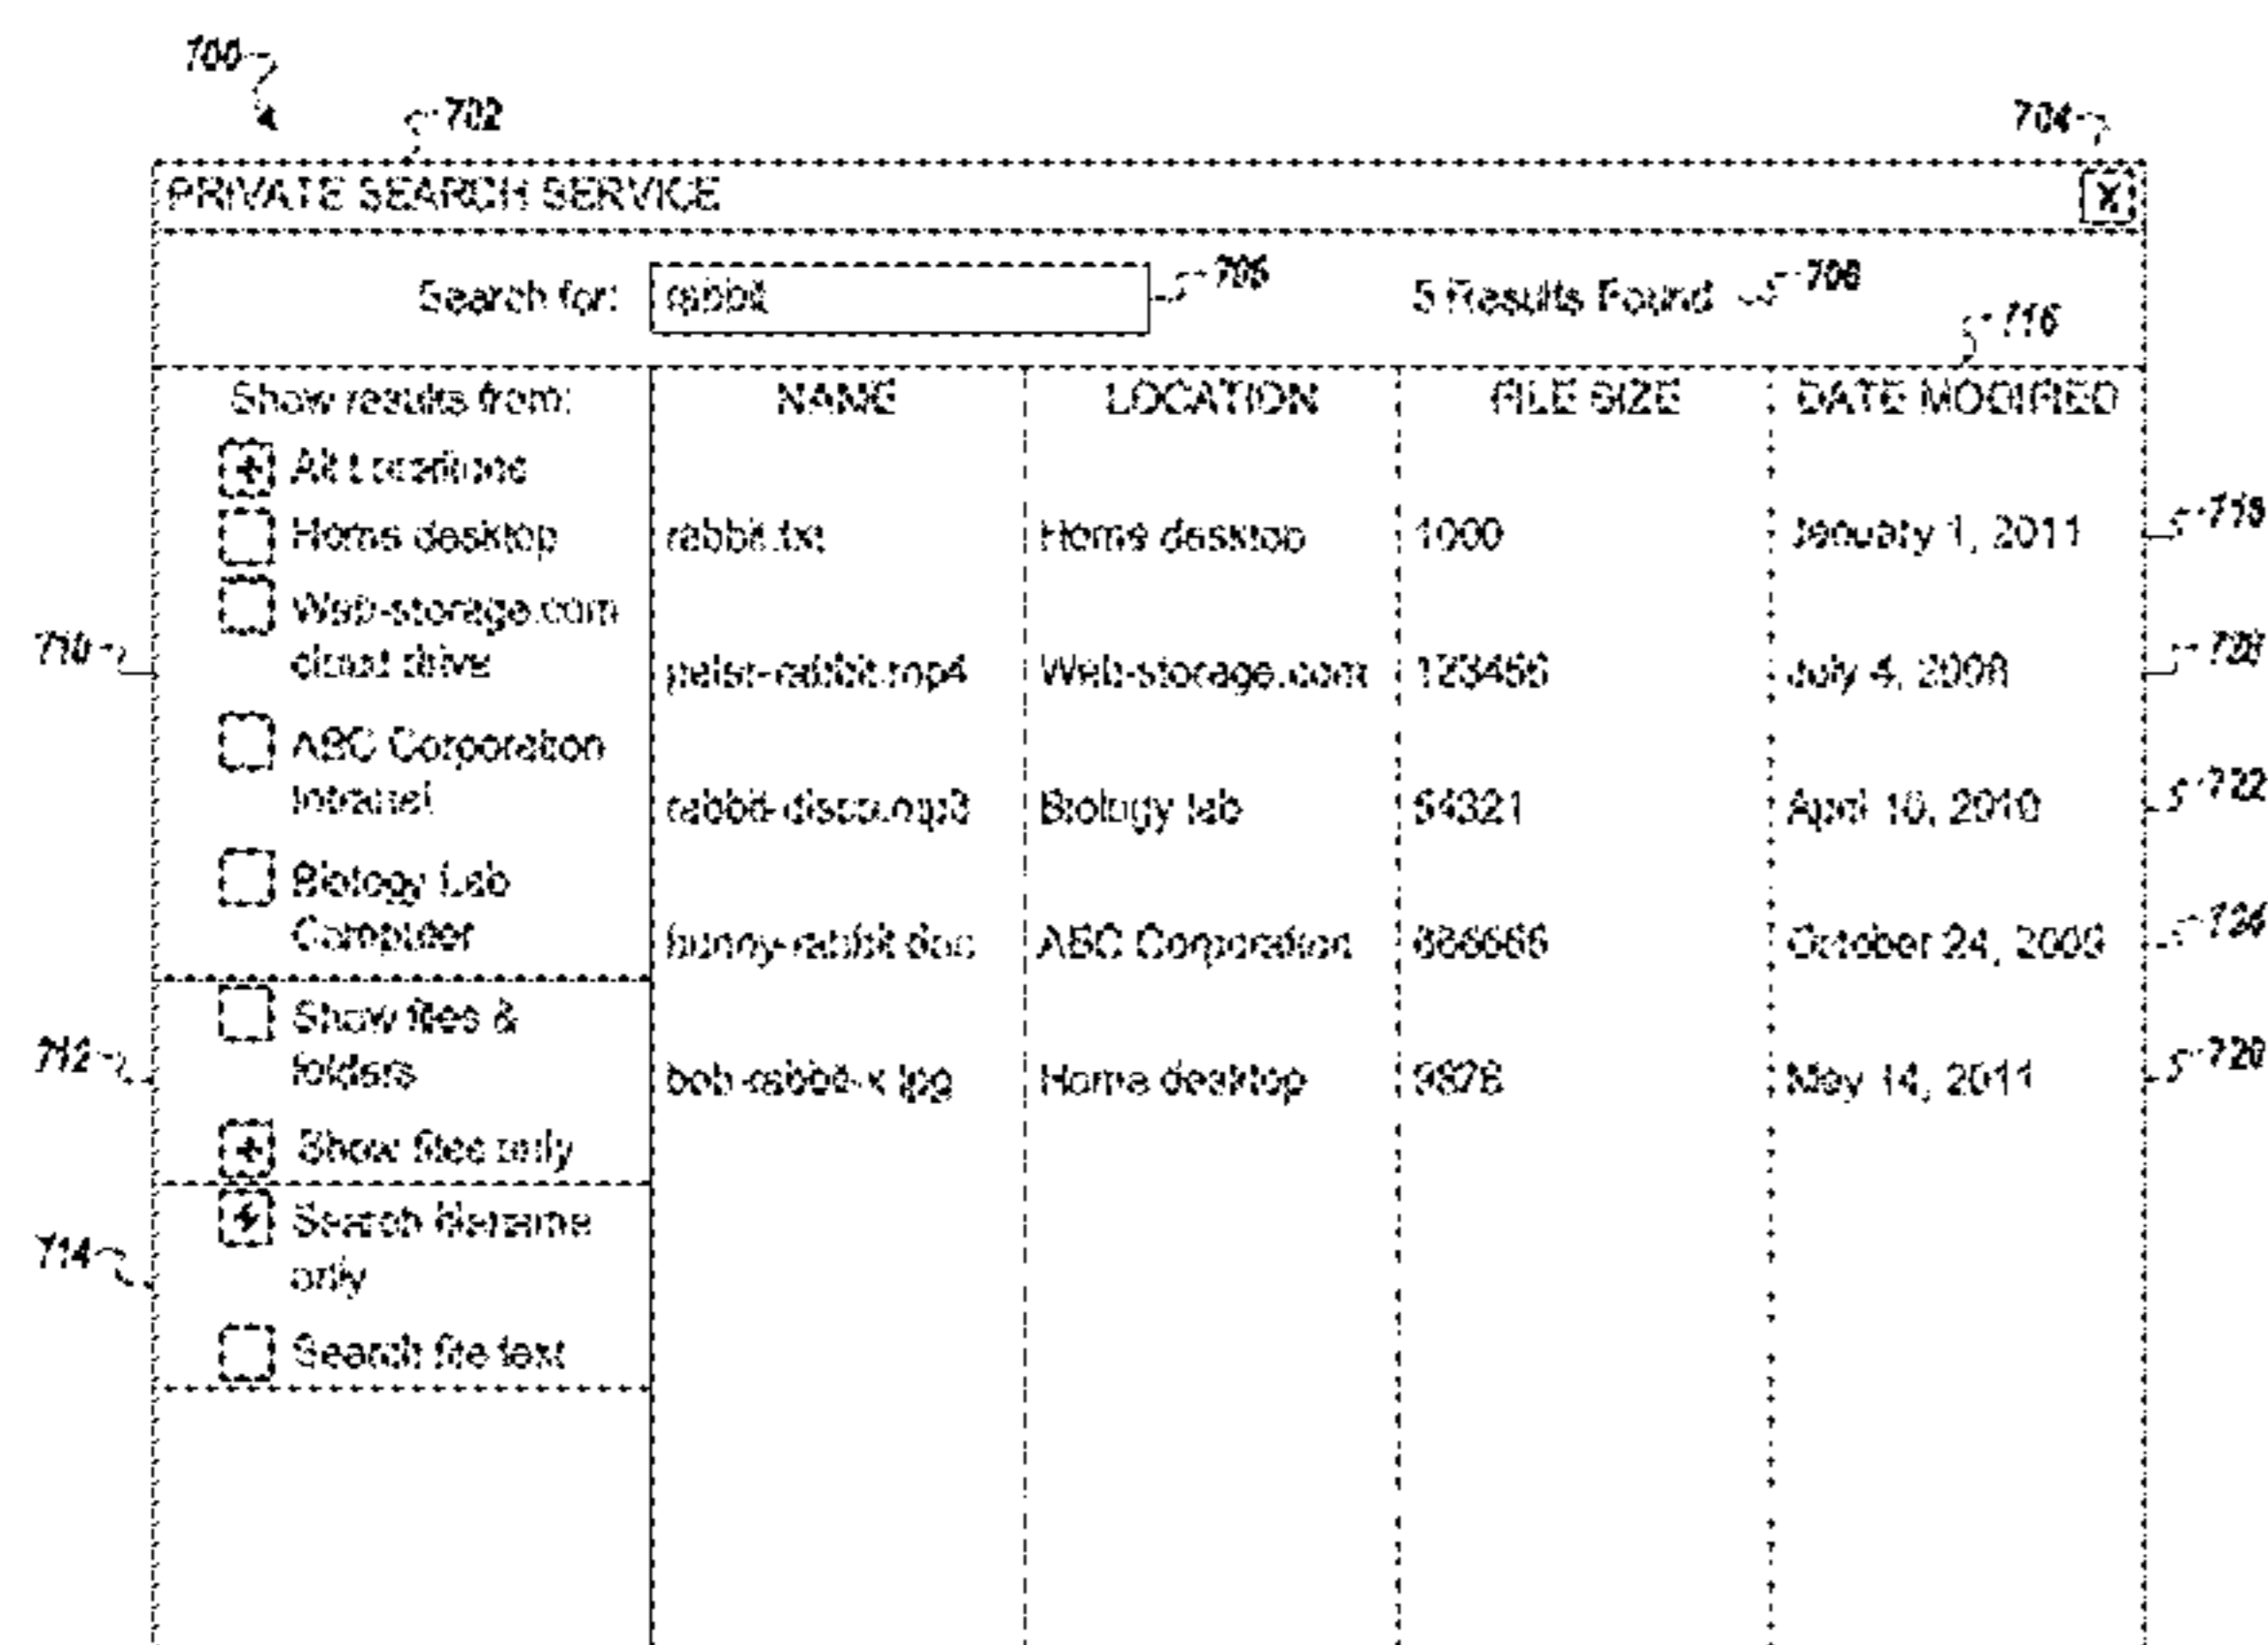 700
702
704
PRIVATE SEARCH SERVICE X
Search for: rabbit
5 Results Found
716
Show results from: NAME LOCATION FILE SIZE DATE MODIFIED
All Locations
Home desktop rabbit.txt Home desktop 1000 January 1, 2011 718
Web-storage.com
710 cloud drive peter-rabbit.mp4 Web-storage.com 123456 July 4, 2008
ABC Corporation
Intranet rabbit-disco.mp3 Biology lab 54321 April 10, 2010 722
Biology Lab
Computer bunny-rabbit.doc ABC Corporation October 24, 2009 724
Show files &
712 folders bob-rabbit-x.jpg Home desktop 9876 May 14, 2011
Show files only
Search filename
714 only
Search file text